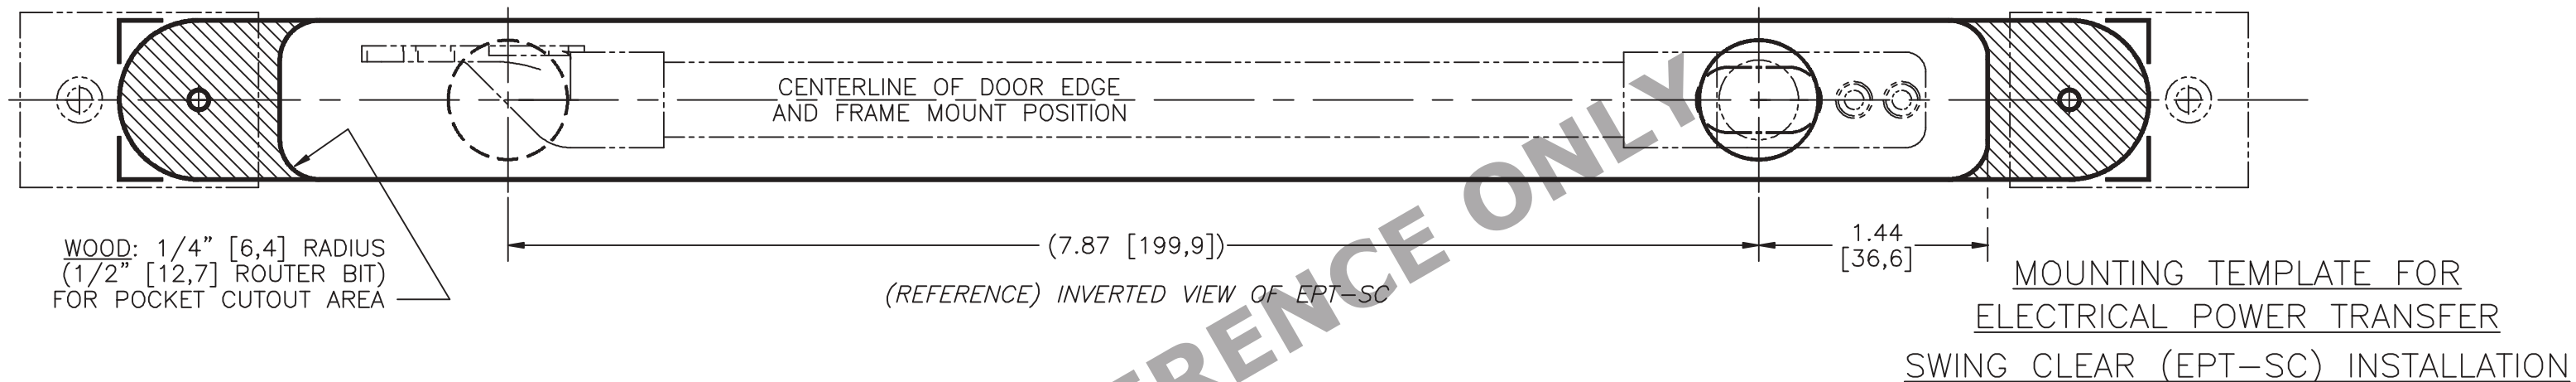 CENTERLINE OF DOOR EDGE
AND FRAME MOUNT POSITION
WOOD: 1/4" [6,4] RADIUS
(1/2" [12,7] ROUTER BIT)
FOR POCKET CUTOUT AREA
(7.87 [199,9])
1.44
[36,6]
(REFERENCE) INVERTED VIEW OF EPT-SC
MOUNTING TEMPLATE FOR
ELECTRICAL POWER TRANSFER
SWING CLEAR (EPT-SC) INSTALLATION
ERENCE ONLY